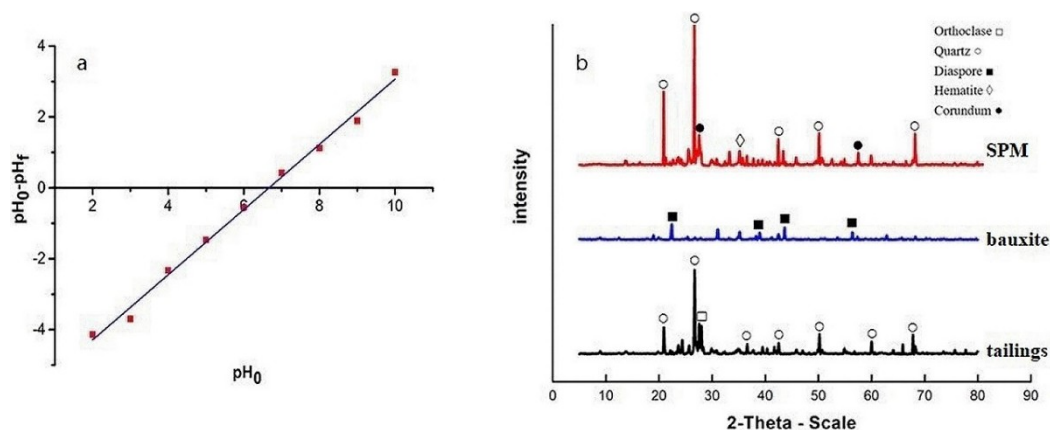 a
4
2
0
-2
-4
2 4 6 8 10
pH0-pHf
pH0
b
Orthoclase □
Quartz ○
Diaspore ■
Hematite ◊
Corundum ●
SPM
bauxite
tailings
intensity
0 10 20 30 40 50 60 70 80 90
2-Theta - Scale